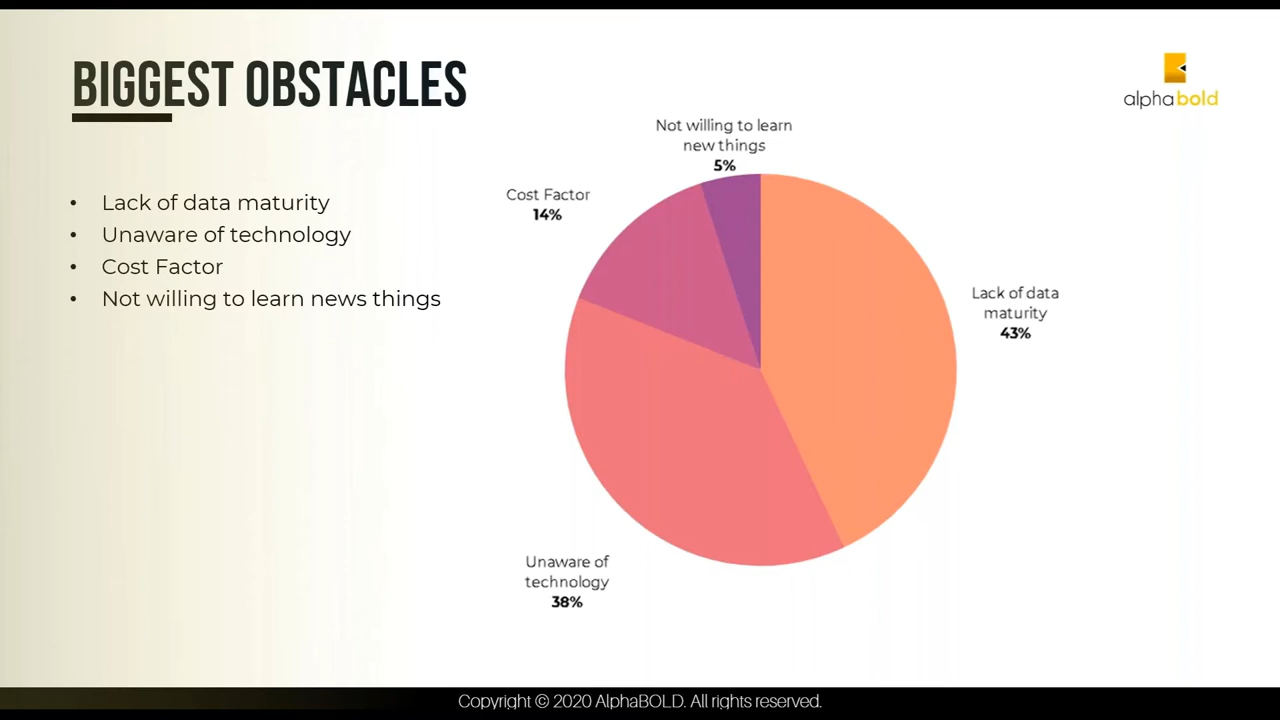 BIGGEST OBSTACLES
alphabold
• Lack of data maturity
• Unaware of technology
• Cost Factor
• Not willing to learn news things
Not willing to learn
new things
5%
Cost Factor
14%
Lack of data
maturity
43%
Unaware of
technology
38%
Copyright © 2020 AlphaBOLD. All rights reserved.